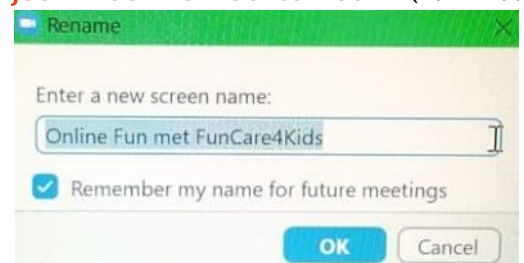 Rename
Enter a new screen name:
Online Fun met FunCare4Kids
Remember my name for future meetings
OK
Cancel